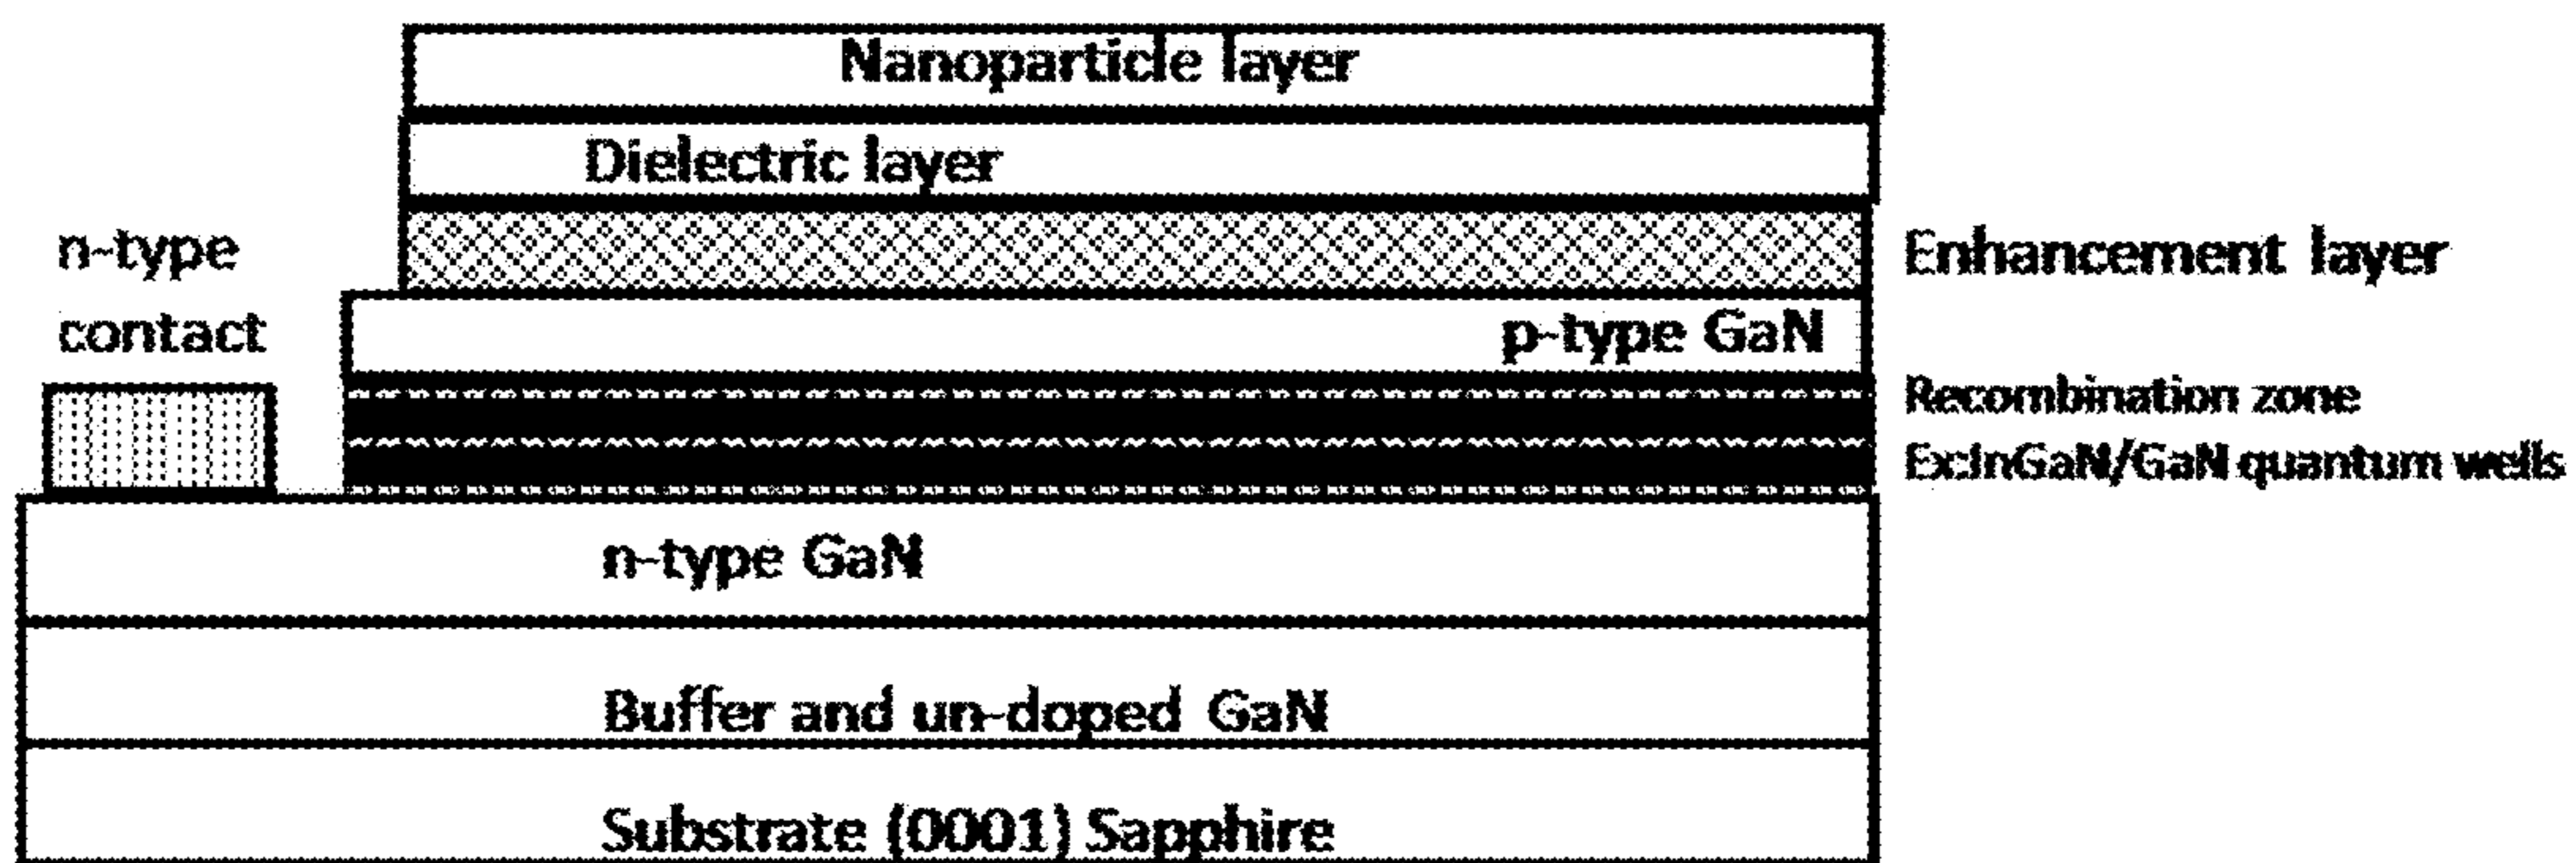 Nanoparticle layer
Dielectric layer
n-type
contact
Enhancement layer
p-type GaN
Recombination zone
Ex:InGaN/GaN quantum wells
n-type GaN
Buffer and un-doped GaN
Substrate (0001) Sapphire